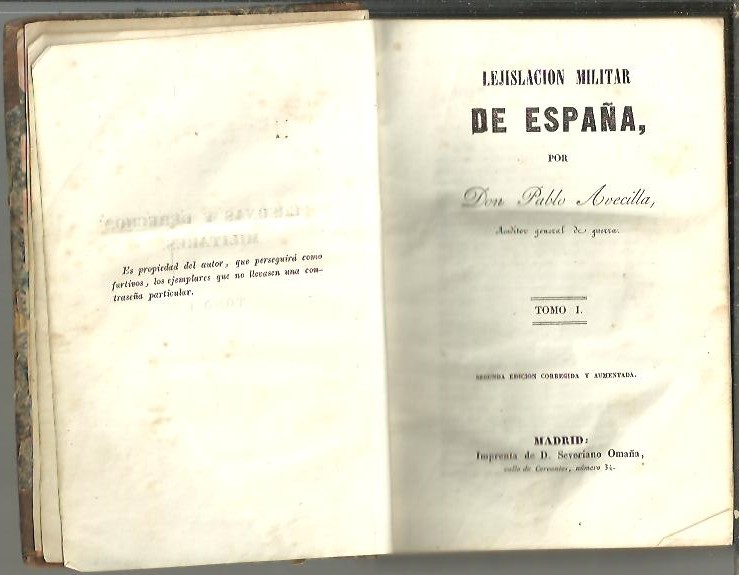 Es propiedad del autor, que perseguirá como
furtivos, los ejemplares que no llevasen una con-
traseña particular.
LEJISLACION MILITAR
DE ESPAÑA,
POR
Don Pablo Avecilla,
Auditor general de guerra.
TOMO I.
SEGUNDA EDICION CORREGIDA Y AUMENTADA.
MADRID:
Imprenta de D. Severiano Omaña,
calle de Cervantes, número 34.